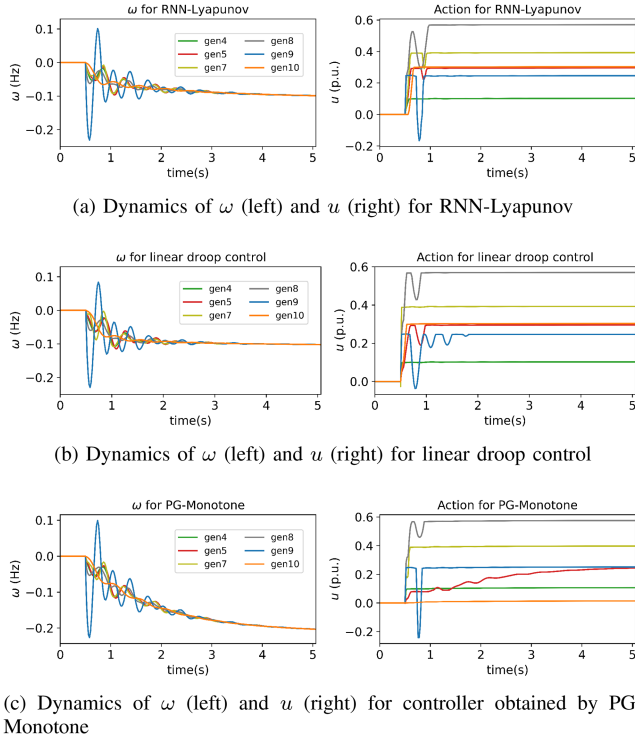 ω for RNN-Lyapunov
Action for RNN-Lyapunov
0.1
0.0
−0.1
−0.2
ω (Hz)
gen4
gen5
gen7
gen8
gen9
gen10
0 1 2 3 4 5
time(s)
0.6
0.4
0.2
0.0
−0.2
u (p.u.)
0 1 2 3 4 5
time(s)
(a) Dynamics of ω (left) and u (right) for RNN-Lyapunov
ω for linear droop control
Action for linear droop control
0.1
0.0
−0.1
−0.2
ω (Hz)
gen4
gen5
gen7
gen8
gen9
gen10
0 1 2 3 4 5
time(s)
0.6
0.4
0.2
0.0
u (p.u.)
0 1 2 3 4 5
time(s)
(b) Dynamics of ω (left) and u (right) for linear droop control
ω for PG-Monotone
Action for PG-Monotone
0.1
0.0
−0.1
−0.2
ω (Hz)
gen4
gen5
gen7
gen8
gen9
gen10
0 1 2 3 4 5
time(s)
0.6
0.4
0.2
0.0
−0.2
u (p.u.)
0 1 2 3 4 5
time(s)
(c) Dynamics of ω (left) and u (right) for controller obtained by PG
Monotone